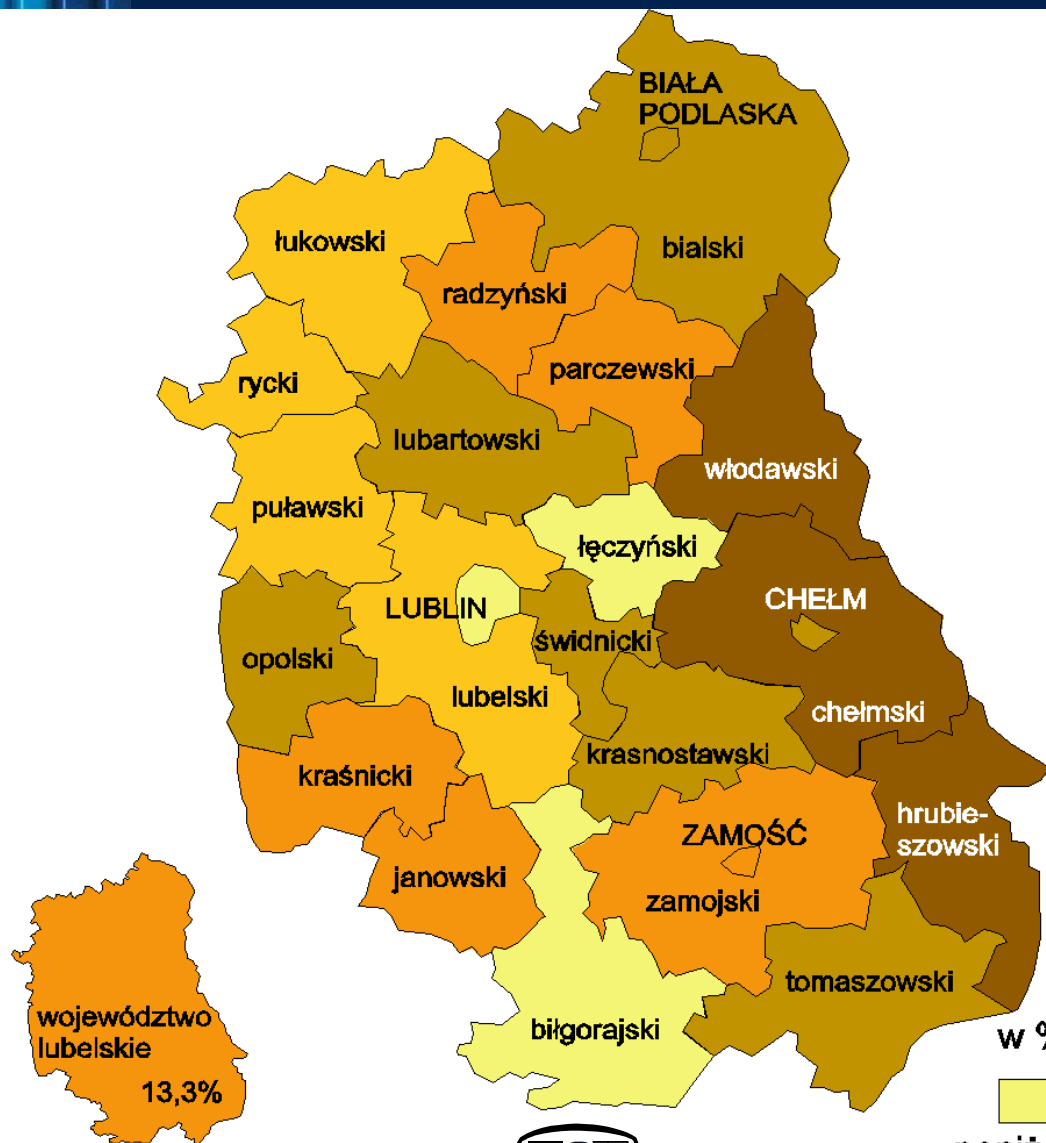 BIAŁA
PODLASKA
łukowski
bialski
radzyński
parczewski
rycki
lubartowski
włodawski
puławski
łęczyński
LUBLIN
CHEŁM
świdnicki
opolski
lubelski
chełmski
krasnostawski
kraśnicki
hrubie-
szowski
ZAMOŚĆ
janowski
zamojski
tomaszowski
województwo
lubelskie
biłgorajski
w %
13,3%